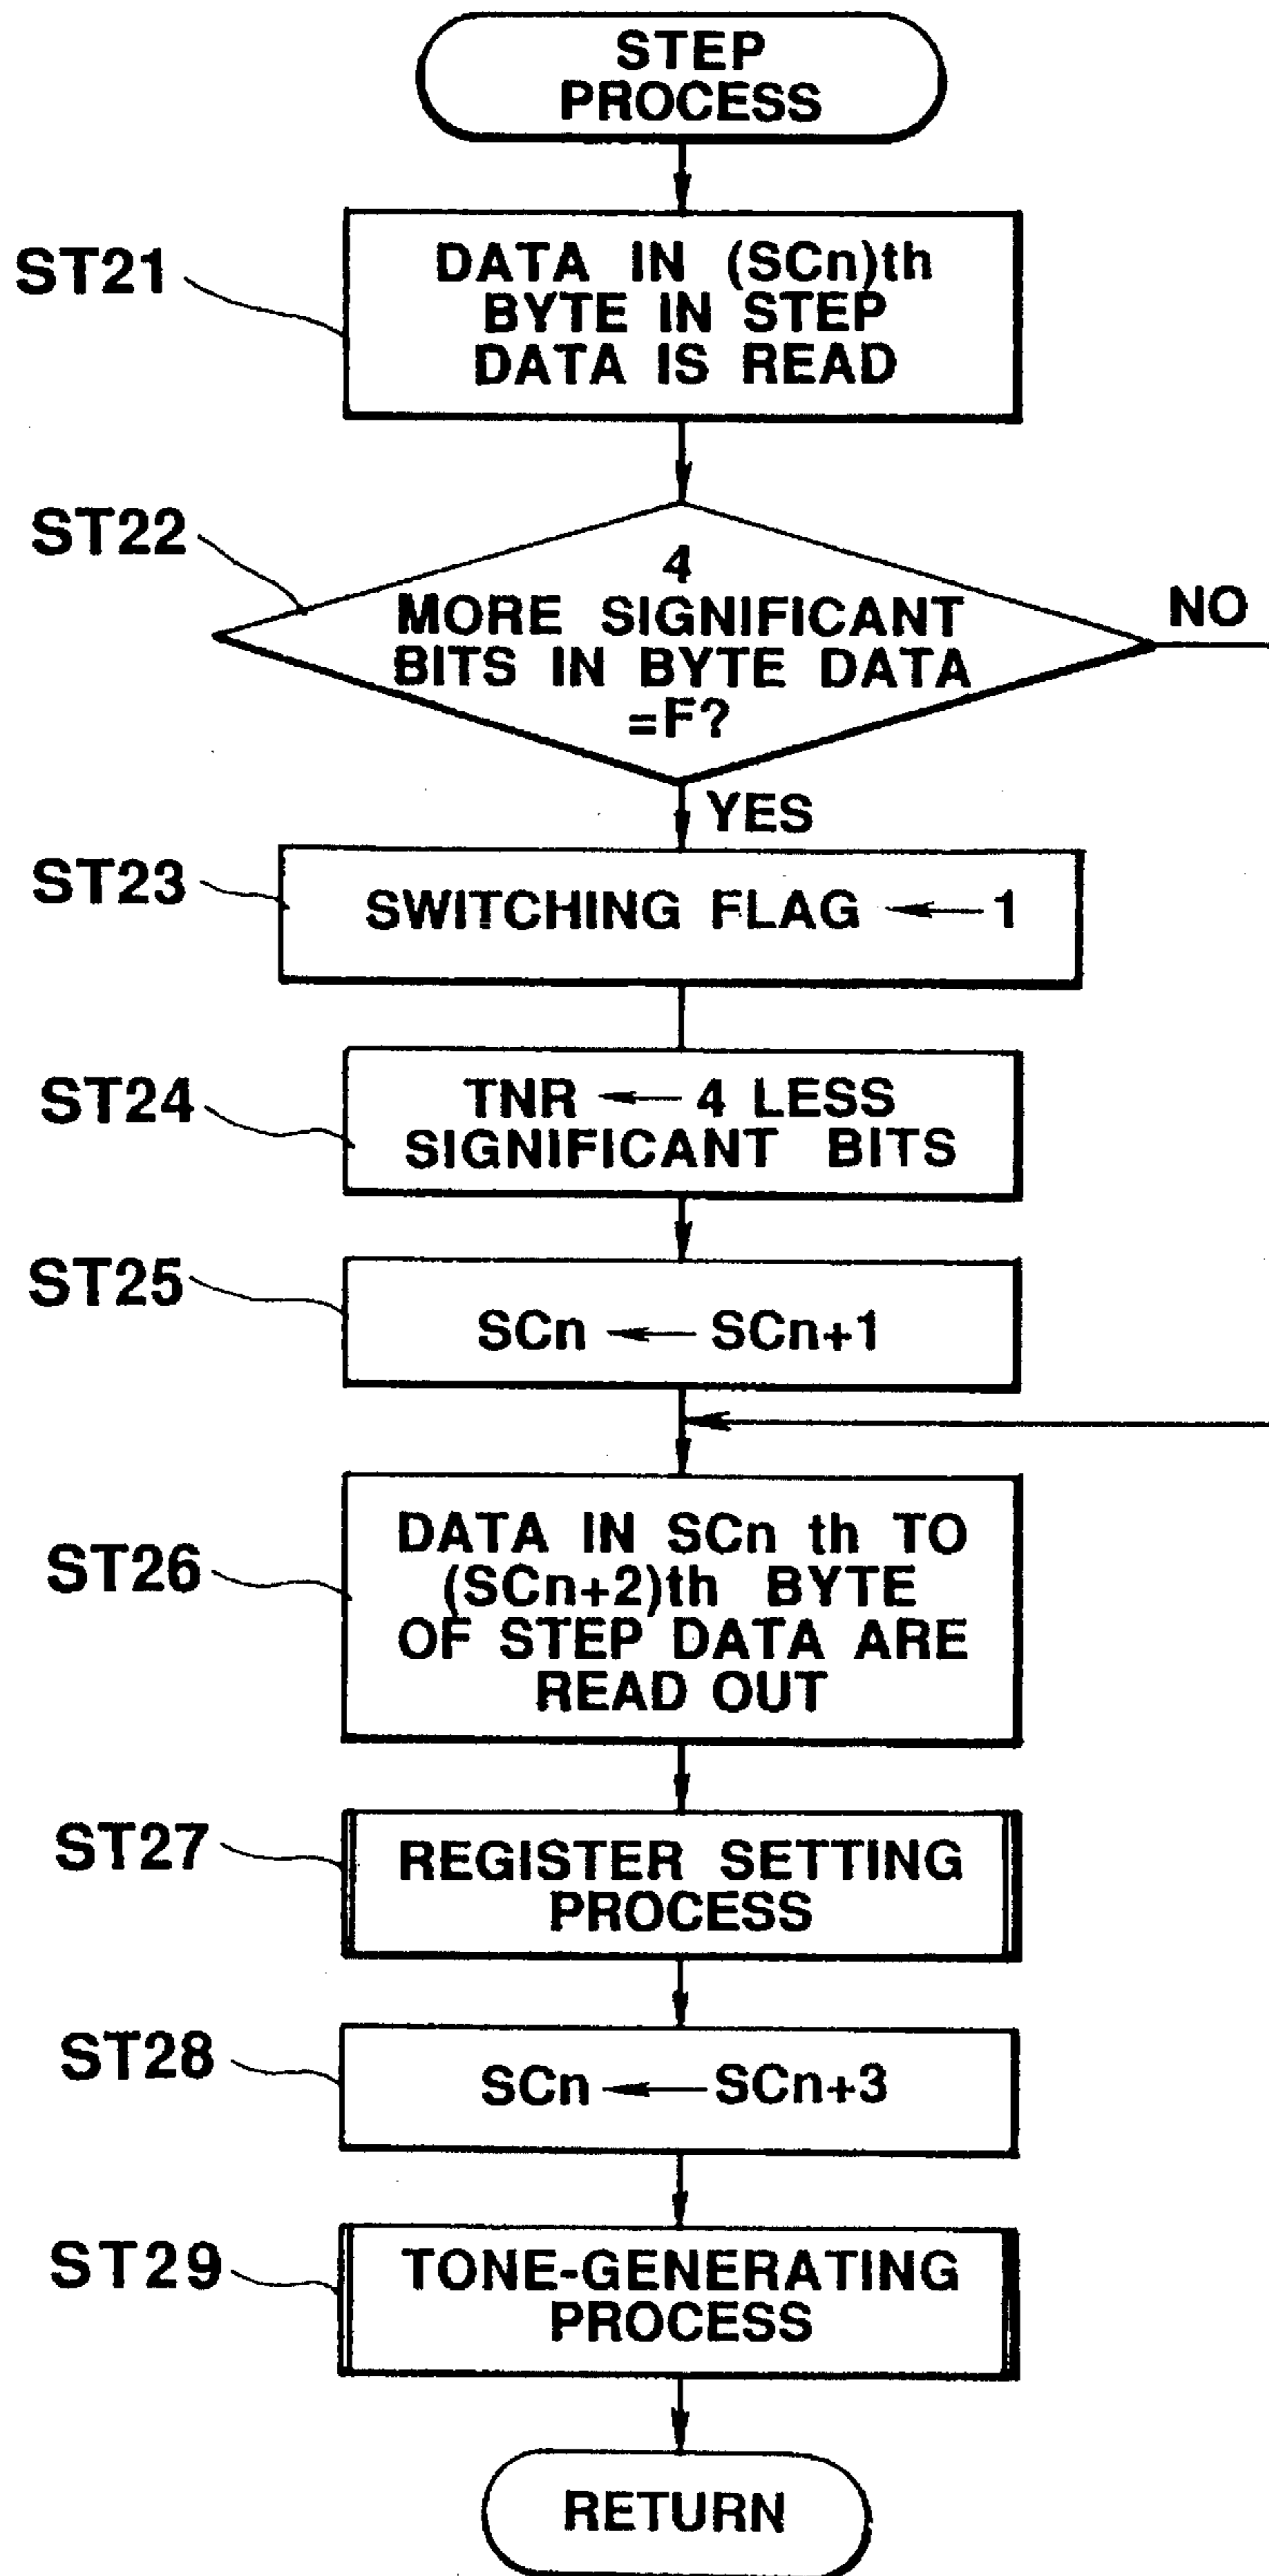 STEP
PROCESS
ST21
DATA IN (SCn)th
BYTE IN STEP
DATA IS READ
ST22
4
MORE SIGNIFICANT
BITS IN BYTE DATA
=F?
NO
YES
ST23
SWITCHING FLAG ← 1
ST24
TNR ← 4 LESS
SIGNIFICANT BITS
ST25
SCn ← SCn+1
ST26
DATA IN SCn th TO
(SCn+2)th BYTE
OF STEP DATA ARE
READ OUT
ST27
REGISTER SETTING
PROCESS
ST28
SCn ← SCn+3
ST29
TONE-GENERATING
PROCESS
RETURN